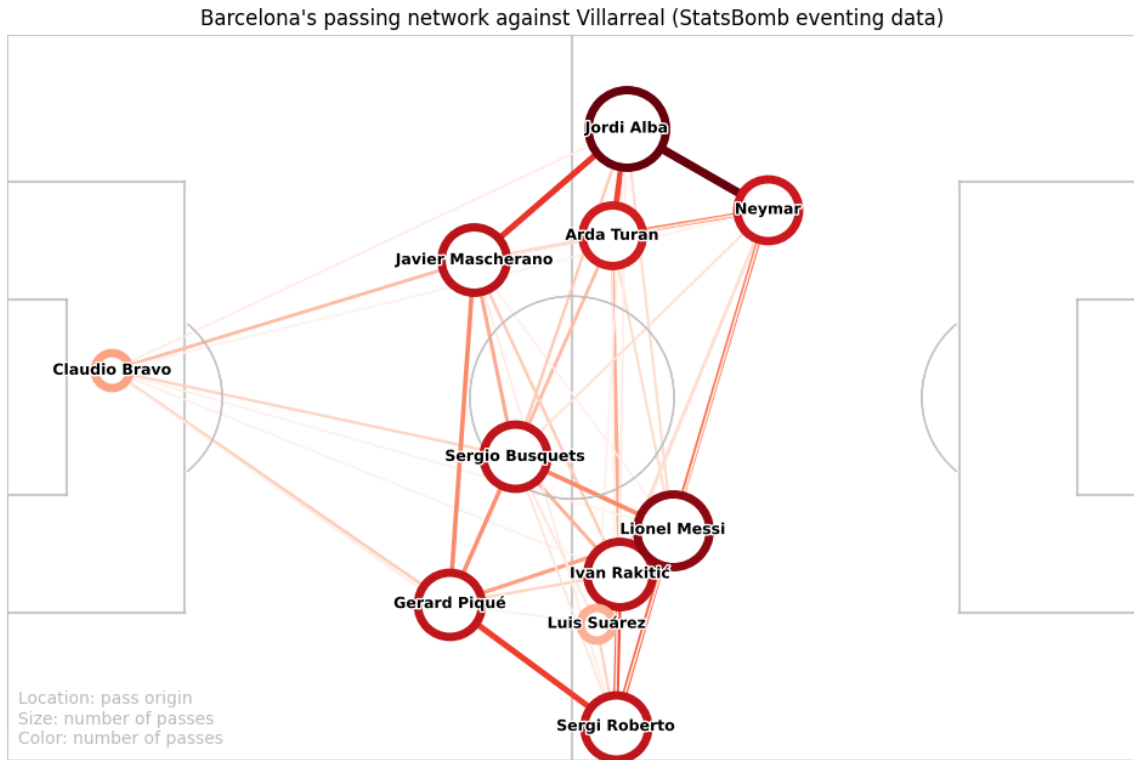 Barcelona's passing network against Villarreal (StatsBomb eventing data)
Jordi Alba
Neymar
Arda Turan
Javier Mascherano
Claudio Bravo
Sergio Busquets
Lionel Messi
Ivan Rakitić
Gerard Piqué
Luis Suárez
Sergi Roberto
Location: pass origin
Size: number of passes
Color: number of passes